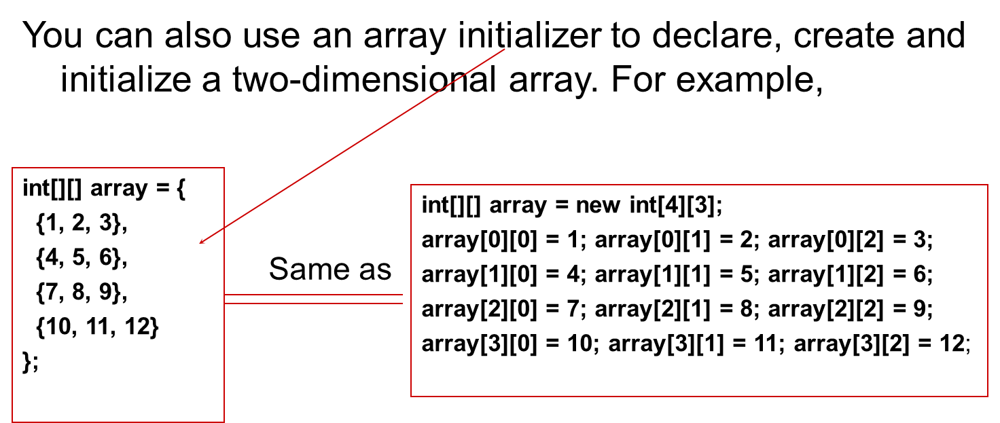 You can also use an array initializer to declare, create and
initialize a two-dimensional array. For example,
int[][] array = {
{1, 2, 3},
{4, 5, 6},
{7, 8, 9},
{10, 11, 12}
};
Same as
int[][] array = new int[4][3];
array[0][0] = 1; array[0][1] = 2; array[0][2] = 3;
array[1][0] = 4; array[1][1] = 5; array[1][2] = 6;
array[2][0] = 7; array[2][1] = 8; array[2][2] = 9;
array[3][0] = 10; array[3][1] = 11; array[3][2] = 12;